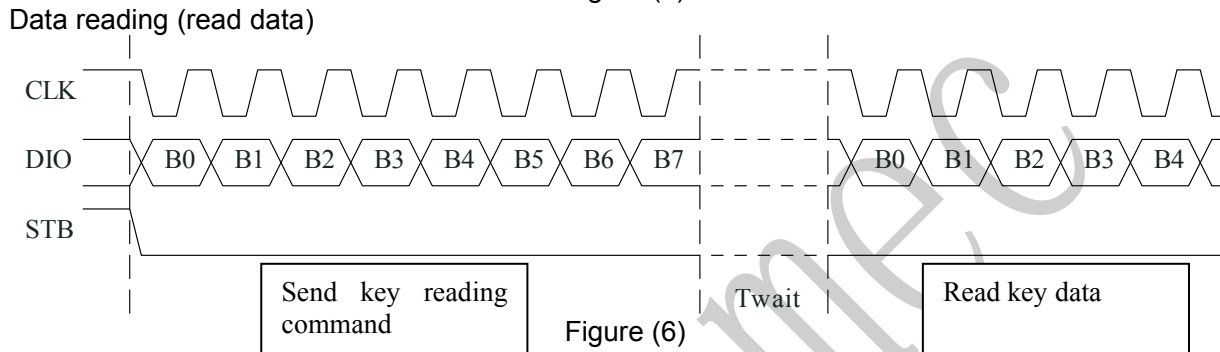 Data reading (read data)
CLK
DIO B0 B1 B2 B3 B4 B5 B6 B7 B0 B1 B2 B3 B4
STB
Send key reading
command
Twait
Read key data
Figure (6)